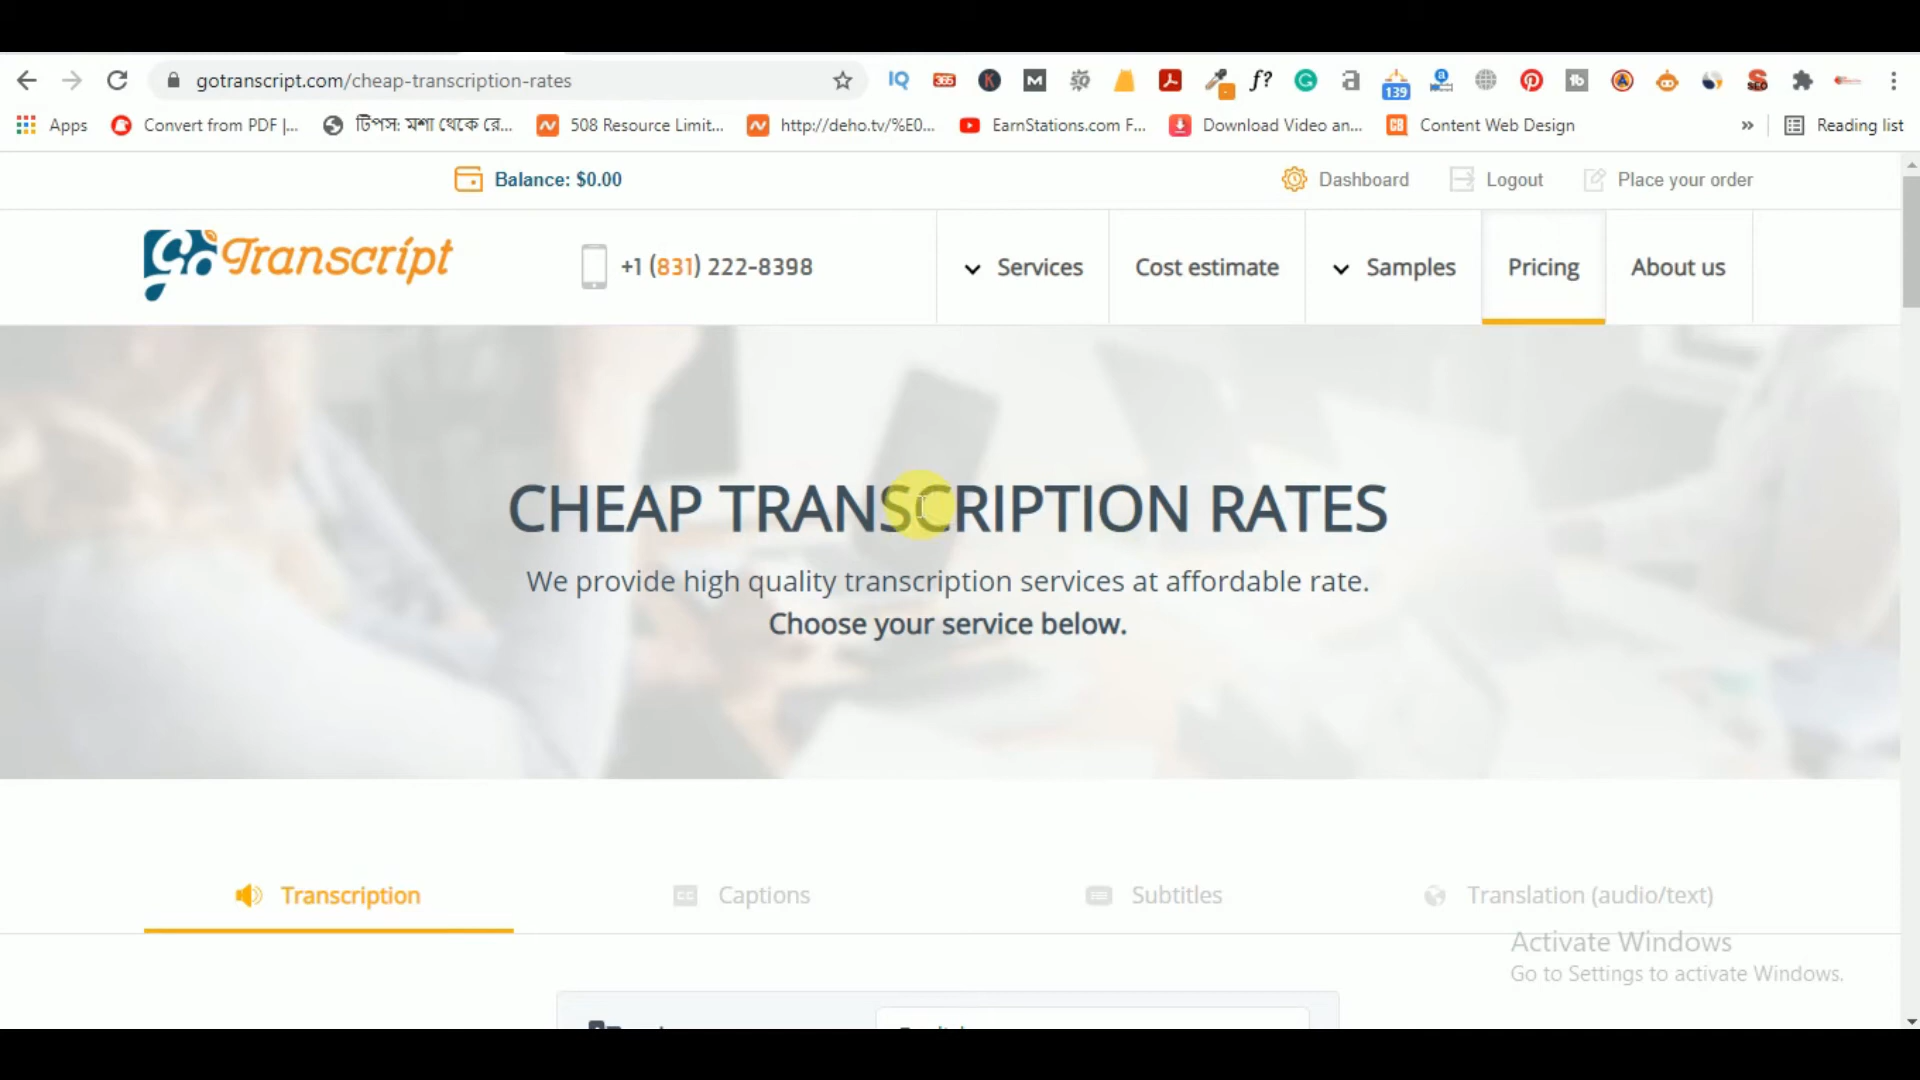 gotranscript.com/cheap-transcription-rates
139
Apps
Convert from PDF |...
টিপস: মশা থেকে রে...
508 Resource Limit...
http://deho.tv/%E0...
EarnStations.com F...
Download Video an...
Content Web Design
»
Reading list
Balance: $0.00
Dashboard
Logout
Place your order
Go Transcript
+1 (831) 222-8398
Services
Cost estimate
Samples
Pricing
About us
CHEAP TRANSCRIPTION RATES
We provide high quality transcription services at affordable rate.
Choose your service below.
Transcription
Captions
Subtitles
Translation (audio/text)
Activate Windows
Go to Settings to activate Windows.